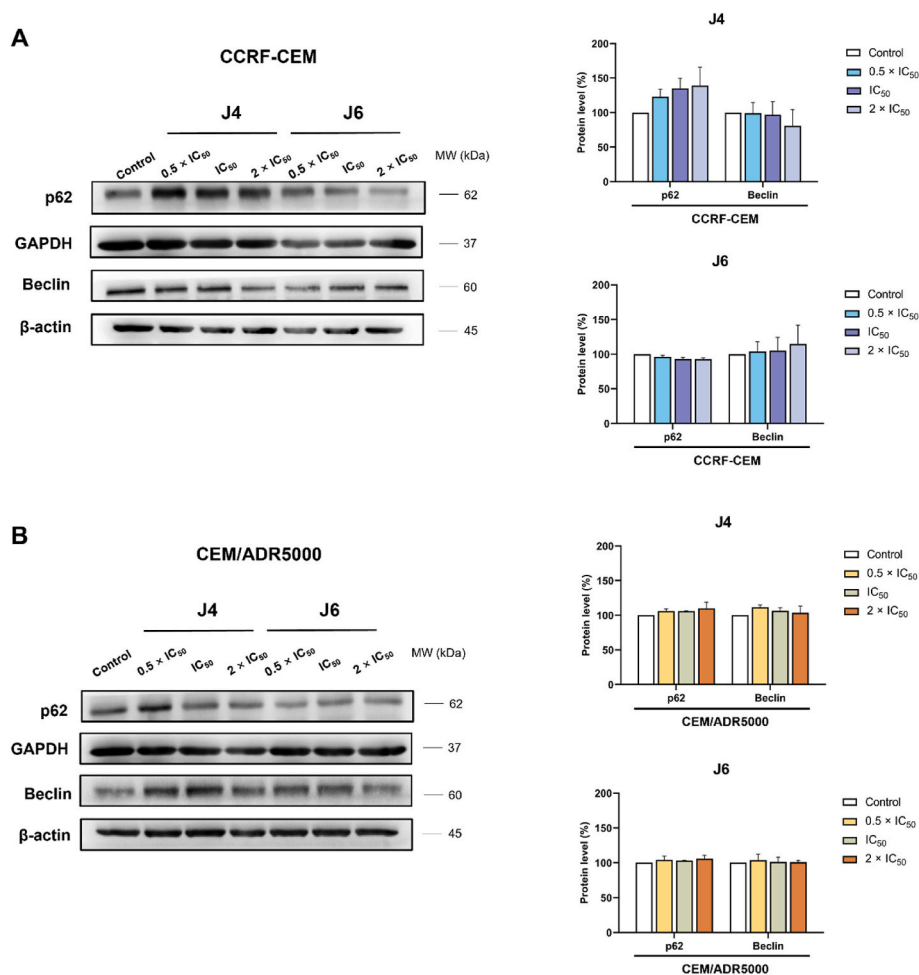 A
CCRF-CEM
J4
J6
Control
0.5 × IC50
IC50
2 × IC50
0.5 × IC50
IC50
2 × IC50
MW (kDa)
p62
62
GAPDH
37
Beclin
60
β-actin
45
J4
Protein level (%)
200
150
100
50
0
p62
Beclin
CCRF-CEM
Control
0.5 × IC50
IC50
2 × IC50
J6
Protein level (%)
200
150
100
50
0
p62
Beclin
CCRF-CEM
Control
0.5 × IC50
IC50
2 × IC50
B
CEM/ADR5000
J4
J6
Control
0.5 × IC50
IC50
2 × IC50
0.5 × IC50
IC50
2 × IC50
MW (kDa)
p62
62
GAPDH
37
Beclin
60
β-actin
45
J4
Protein level (%)
200
150
100
50
0
p62
Beclin
CEM/ADR5000
Control
0.5 × IC50
IC50
2 × IC50
J6
Protein level (%)
200
150
100
50
0
p62
Beclin
CEM/ADR5000
Control
0.5 × IC50
IC50
2 × IC50